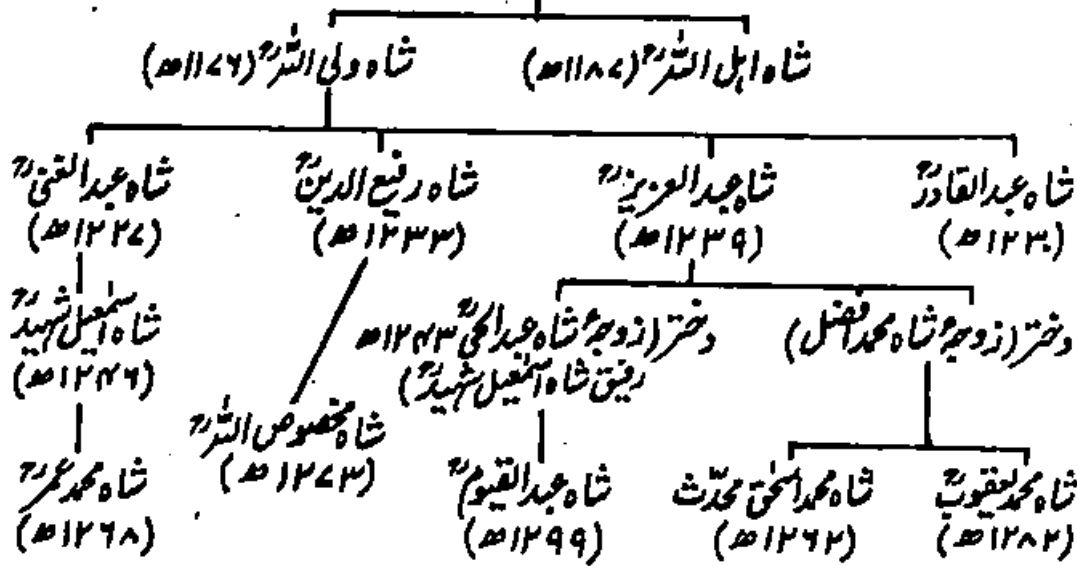 شاہ اہل اللہؒ (۱۱۸۷ھ) شاہ ولی اللہؒ (۱۱۷۶ھ)
شاہ عبدالقادرؒ شاہ عبدالعزیزؒ شاہ رفیع الدینؒ شاہ عبدالغنیؒ
(۱۲۳۰ھ) (۱۲۳۹ھ) (۱۲۳۳ھ) (۱۲۲۷ھ)
دختر (زوجۂ شاہ محمد افضل) دختر (زوجۂ شاہ عبدالحیؒ ۱۲۴۳ھ شاہ اسمٰعیل شہیدؒ
رفیق شاہ اسمٰعیل شہیدؒ) (۱۲۴۶ھ)
شاہ مخصوص اللہؒ
(۱۲۷۳ھ)
شاہ محمد یعقوبؒ شاہ محمد اسحٰق محدّث شاہ عبدالقیومؒ شاہ محمد عمرؒ
(۱۲۸۲ھ) (۱۲۶۲ھ) (۱۲۹۹ھ) (۱۲۶۸ھ)